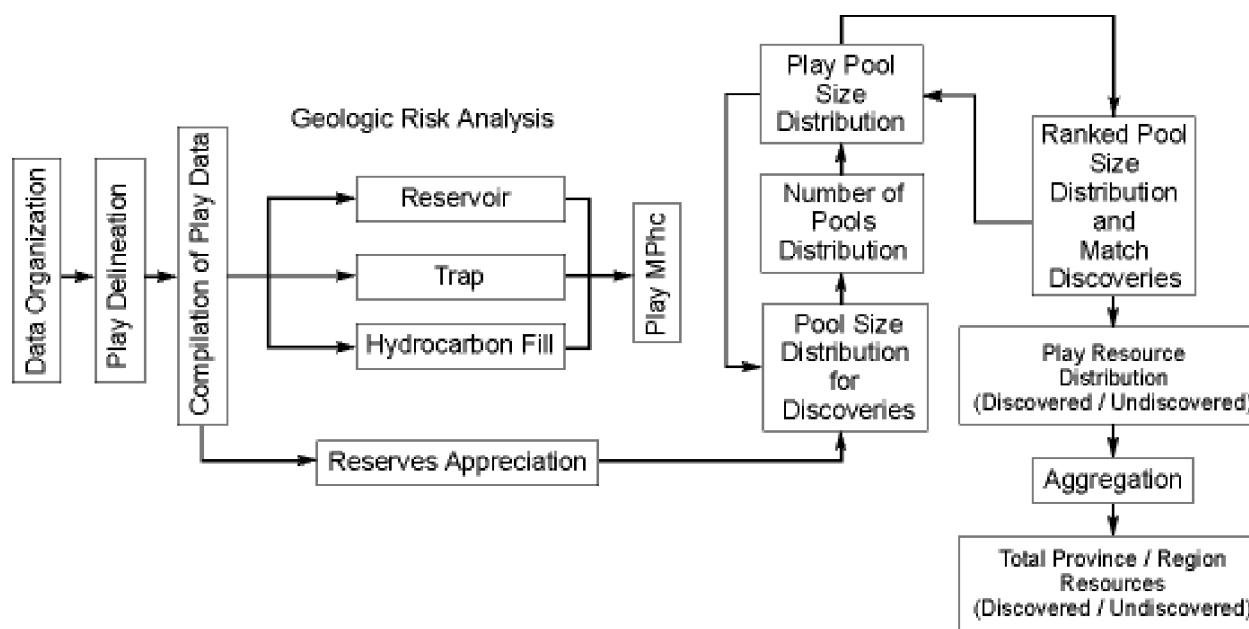 Data Organization
Play Delineation
Compilation of Play Data
Geologic Risk Analysis
Reservoir
Trap
Hydrocarbon Fill
Play MPhc
Reserves Appreciation
Play Pool
Size
Distribution
Number of
Pools
Distribution
Pool Size
Distribution
for
Discoveries
Ranked Pool
Size
Distribution
and
Match
Discoveries
Play Resource
Distribution
(Discovered / Undiscovered)
Aggregation
Total Province / Region
Resources
(Discovered / Undiscovered)